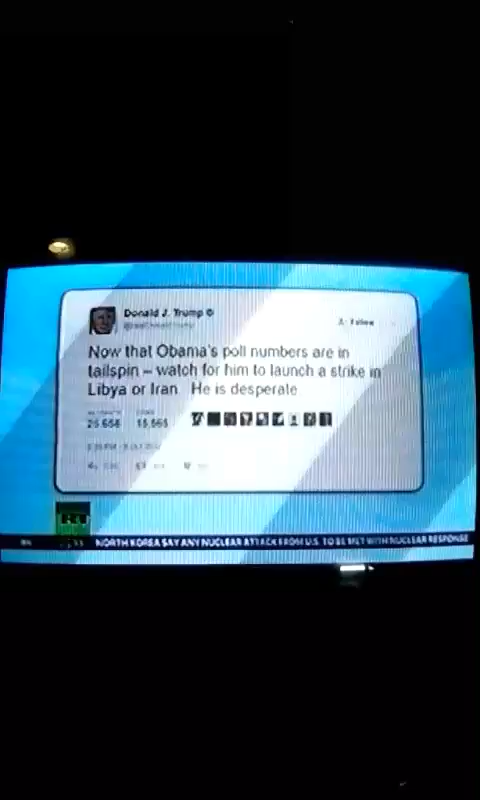 Donald J. Trump
Now that Obama's poll numbers are in
tailspin – watch for him to launch a strike in
Libya or Iran. He is desperate.
RT
NORTH KOREA SAY ANY NUCLEAR ATTACK FROM U.S. TO BE MET WITH NUCLEAR RESPONSE